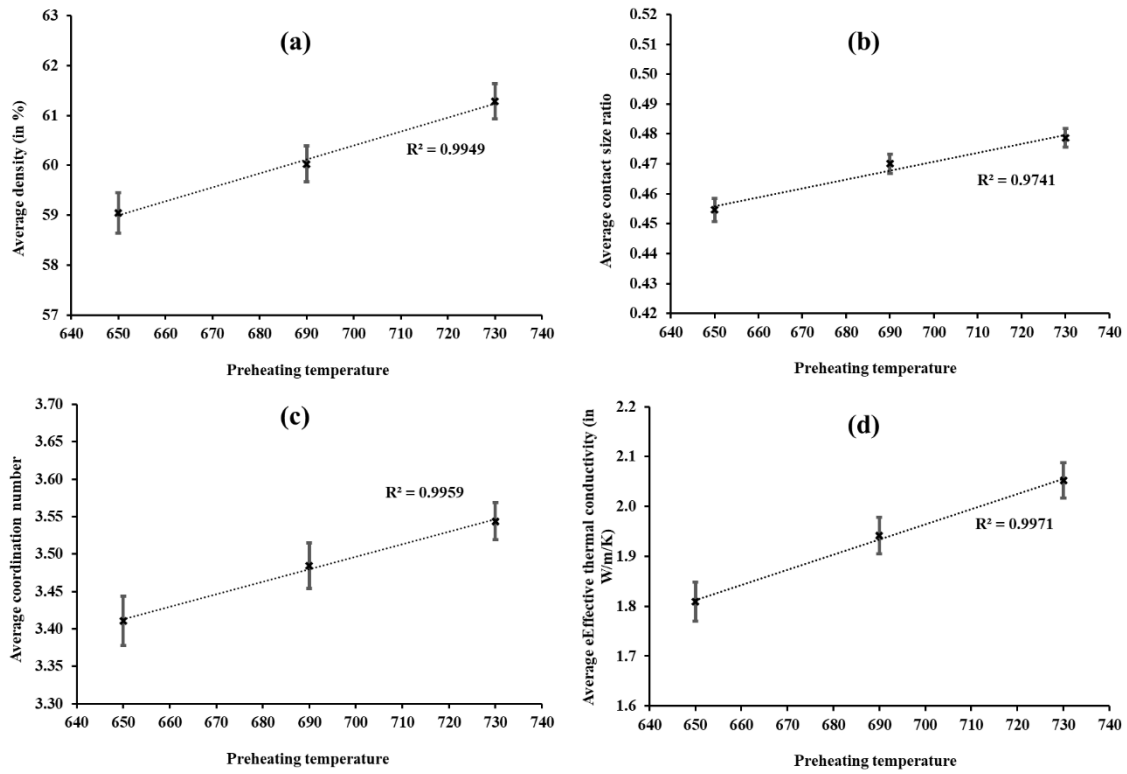 (a)
Average density (in %)
63
62
61
60
59
58
57
R² = 0.9949
640 650 660 670 680 690 700 710 720 730 740
Preheating temperature
(b)
Average contact size ratio
0.52
0.51
0.50
0.49
0.48
0.47
0.46
0.45
0.44
0.43
0.42
R² = 0.9741
640 650 660 670 680 690 700 710 720 730 740
Preheating temperature
(c)
Average coordination number
3.70
3.65
3.60
3.55
3.50
3.45
3.40
3.35
3.30
R² = 0.9959
640 650 660 670 680 690 700 710 720 730 740
Preheating temperature
(d)
Average eEffective thermal conductivity (in
W/m/K)
2.2
2.1
2.0
1.9
1.8
1.7
1.6
R² = 0.9971
640 650 660 670 680 690 700 710 720 730 740
Preheating temperature